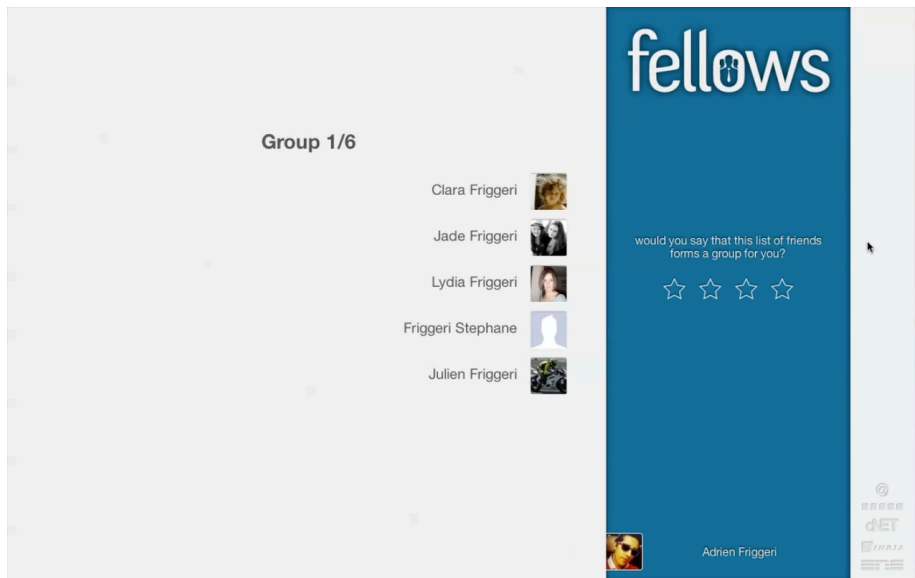 fellows
Group 1/6
Clara Friggeri
Jade Friggeri
Lydia Friggeri
Friggeri Stephane
Julien Friggeri
would you say that this list of friends
forms a group for you?
Adrien Friggeri
@
dNET
INRIA